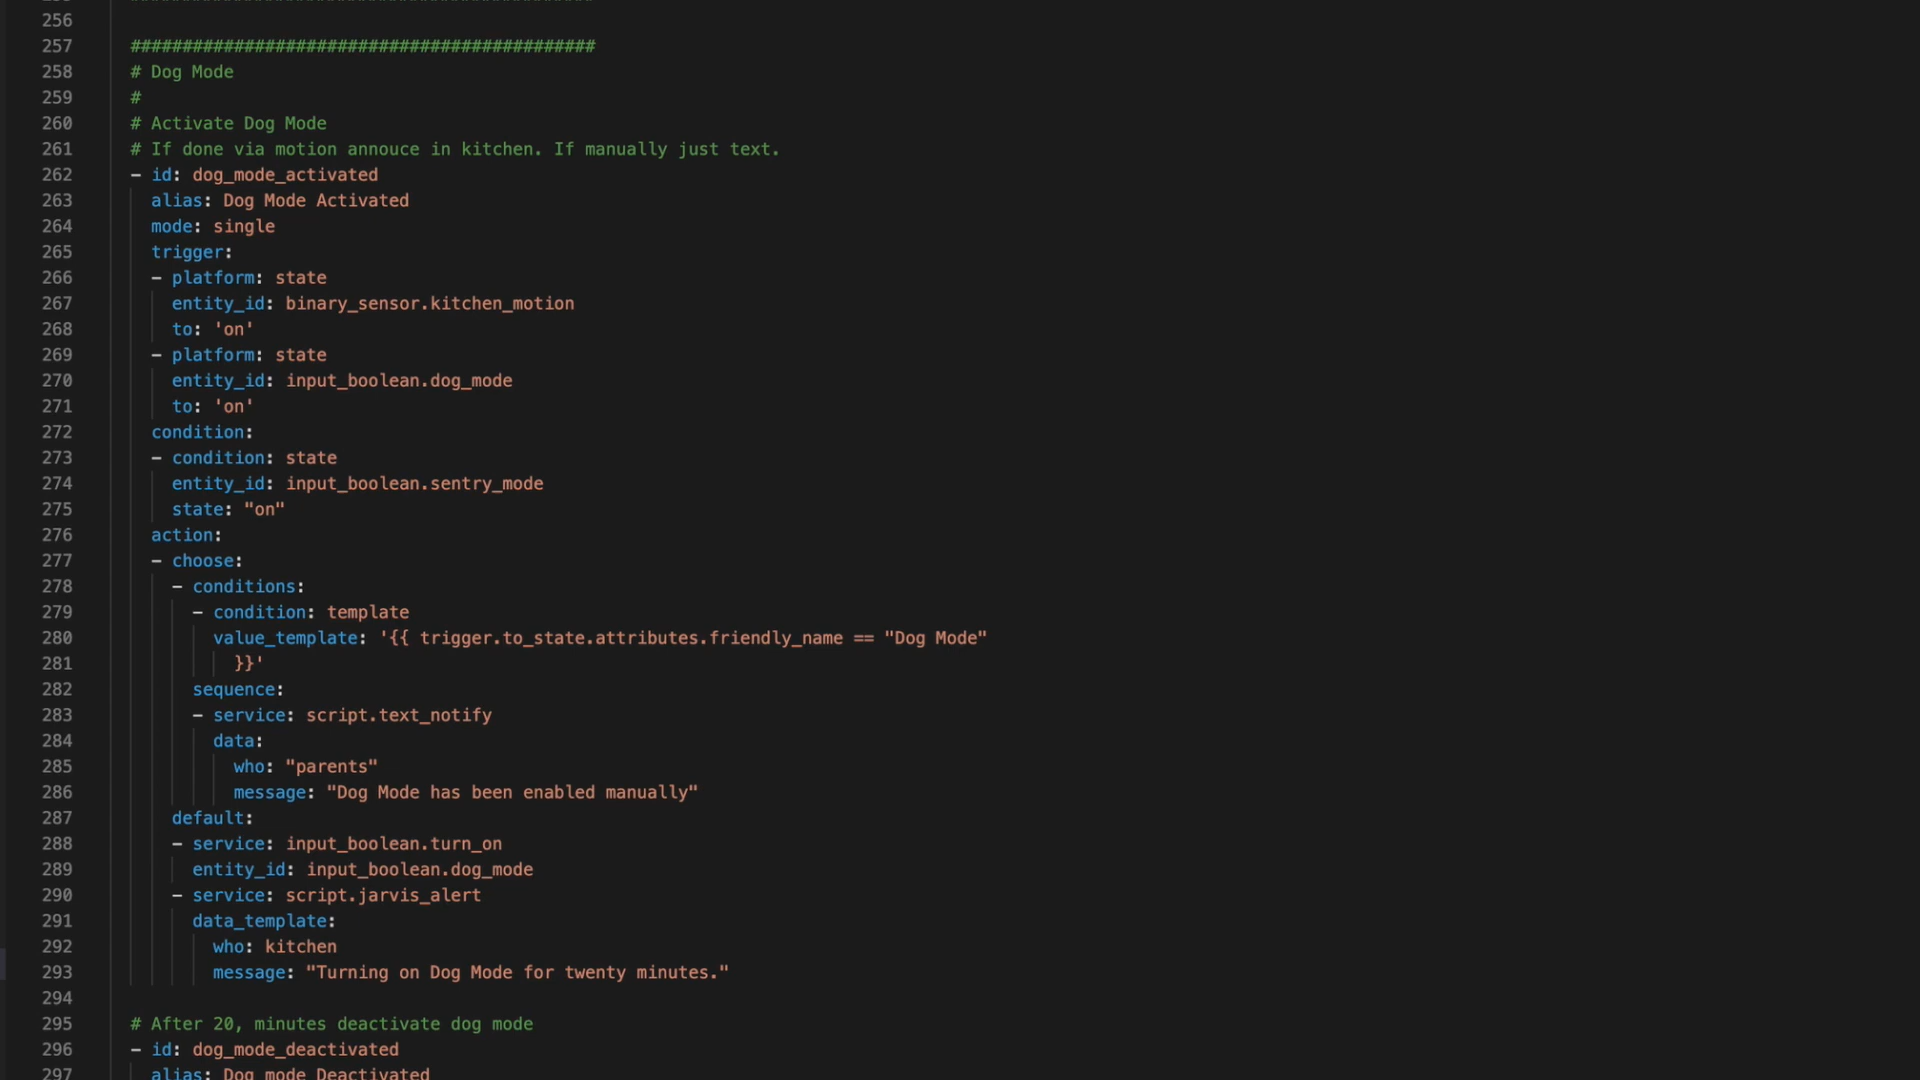 256
257 #############################################
258 # Dog Mode
259 #
260 # Activate Dog Mode
261 # If done via motion annouce in kitchen. If manually just text.
262 - id: dog_mode_activated
263 alias: Dog Mode Activated
264 mode: single
265 trigger:
266 - platform: state
267 entity_id: binary_sensor.kitchen_motion
268 to: 'on'
269 - platform: state
270 entity_id: input_boolean.dog_mode
271 to: 'on'
272 condition:
273 - condition: state
274 entity_id: input_boolean.sentry_mode
275 state: "on"
276 action:
277 - choose:
278 - conditions:
279 - condition: template
280 value_template: '{{ trigger.to_state.attributes.friendly_name == "Dog Mode"
281 }}'
282 sequence:
283 - service: script.text_notify
284 data:
285 who: "parents"
286 message: "Dog Mode has been enabled manually"
287 default:
288 - service: input_boolean.turn_on
289 entity_id: input_boolean.dog_mode
290 - service: script.jarvis_alert
291 data_template:
292 who: kitchen
293 message: "Turning on Dog Mode for twenty minutes."
294
295 # After 20, minutes deactivate dog mode
296 - id: dog_mode_deactivated
297 alias: Dog mode Deactivated